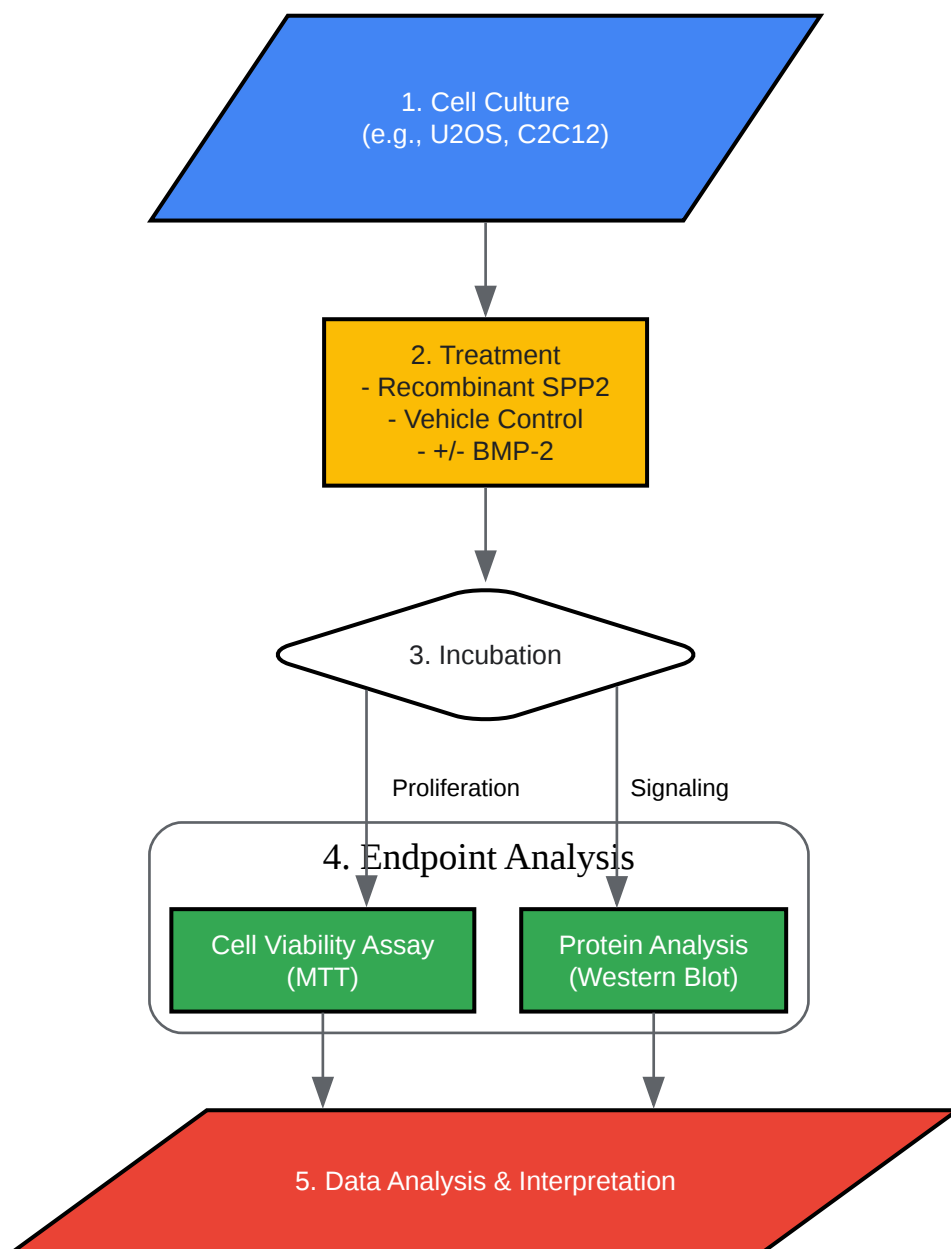 1. Cell Culture
(e.g., U2OS, C2C12)
2. Treatment
- Recombinant SPP2
- Vehicle Control
- +/- BMP-2
3. Incubation
Proliferation
Signaling
4. Endpoint Analysis
Cell Viability Assay
(MTT)
Protein Analysis
(Western Blot)
5. Data Analysis & Interpretation